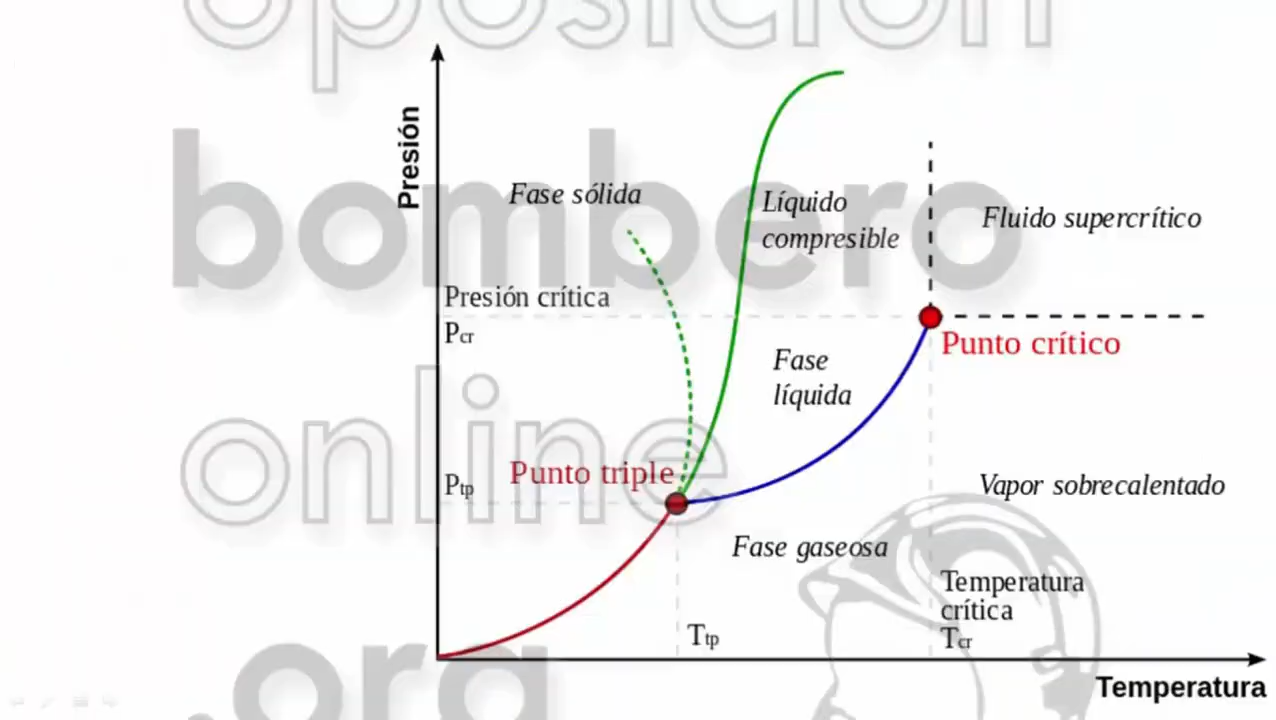 oposición
Presión
bombero
Fase sólida
Líquido
compresible
Fluido supercrítico
Presión crítica
Pcr
Punto crítico
Fase
líquida
online
Punto triple
Ptp
Vapor sobrecalentado
Fase gaseosa
Temperatura
crítica
Tcr
Ttp
.org
Temperatura